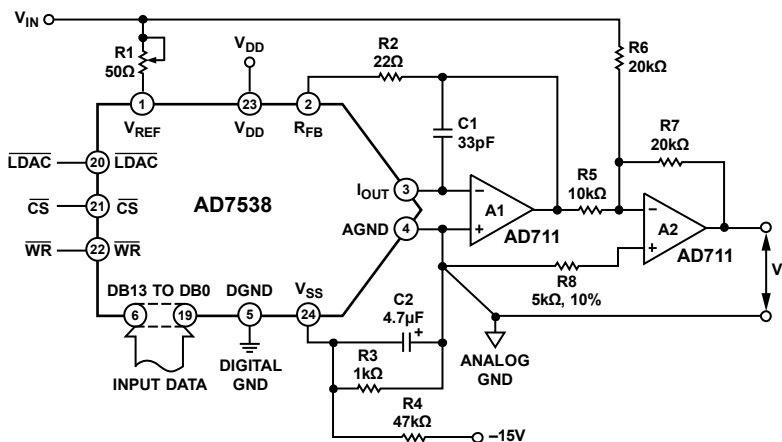 VIN
R1
50Ω
VDD
R2
22Ω
R6
20kΩ
1
23
2
VREF
VDD
RFB
C1
33pF
R7
20kΩ
LDAC
20
LDAC
CS
21
CS
WR
22
WR
AD7538
IOUT
3
AGND
4
–
+
A1
AD711
R5
10kΩ
–
+
A2
AD711
R8
5kΩ, 10%
V
DB13 TO DB0
6
19
DGND
5
VSS
24
INPUT DATA
DIGITAL
GND
C2
4.7µF
+
R3
1kΩ
R4
47kΩ
–15V
ANALOG
GND